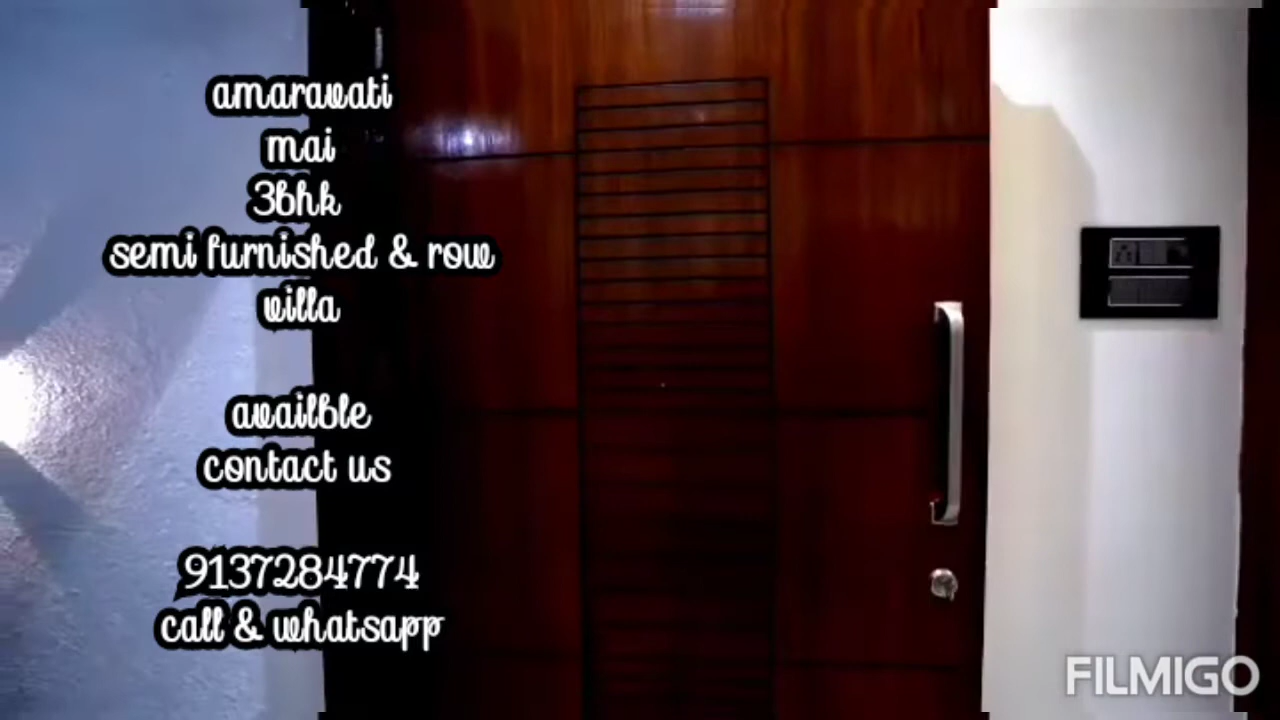 amaravati
mai
3bhk
semi furnished & row
villa
availble
contact us
9137284774
call & whatsapp
FILMIGO